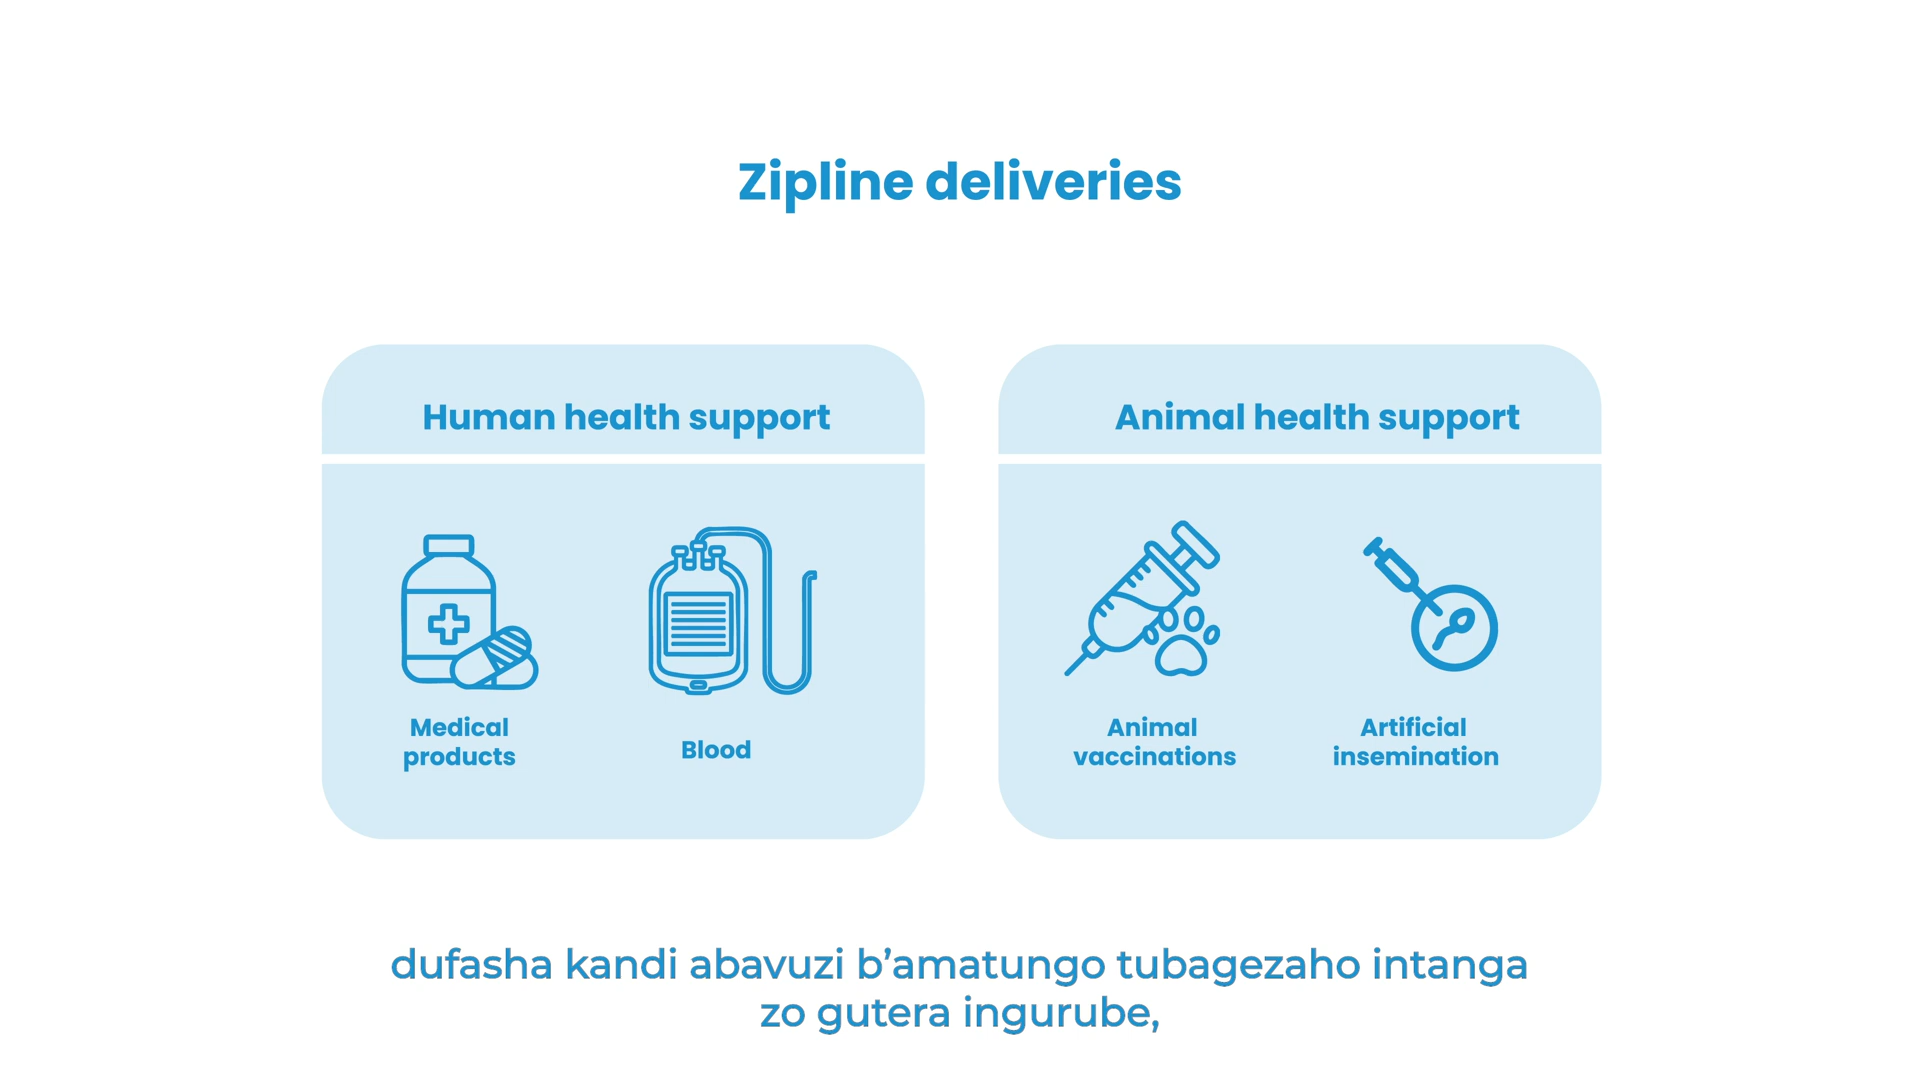 Zipline deliveries
Human health support
Medical
products
Blood
Animal health support
Animal
vaccinations
Artificial
insemination
dufasha kandi abavuzi b’amatungo tubagezaho intanga
zo gutera ingurube,